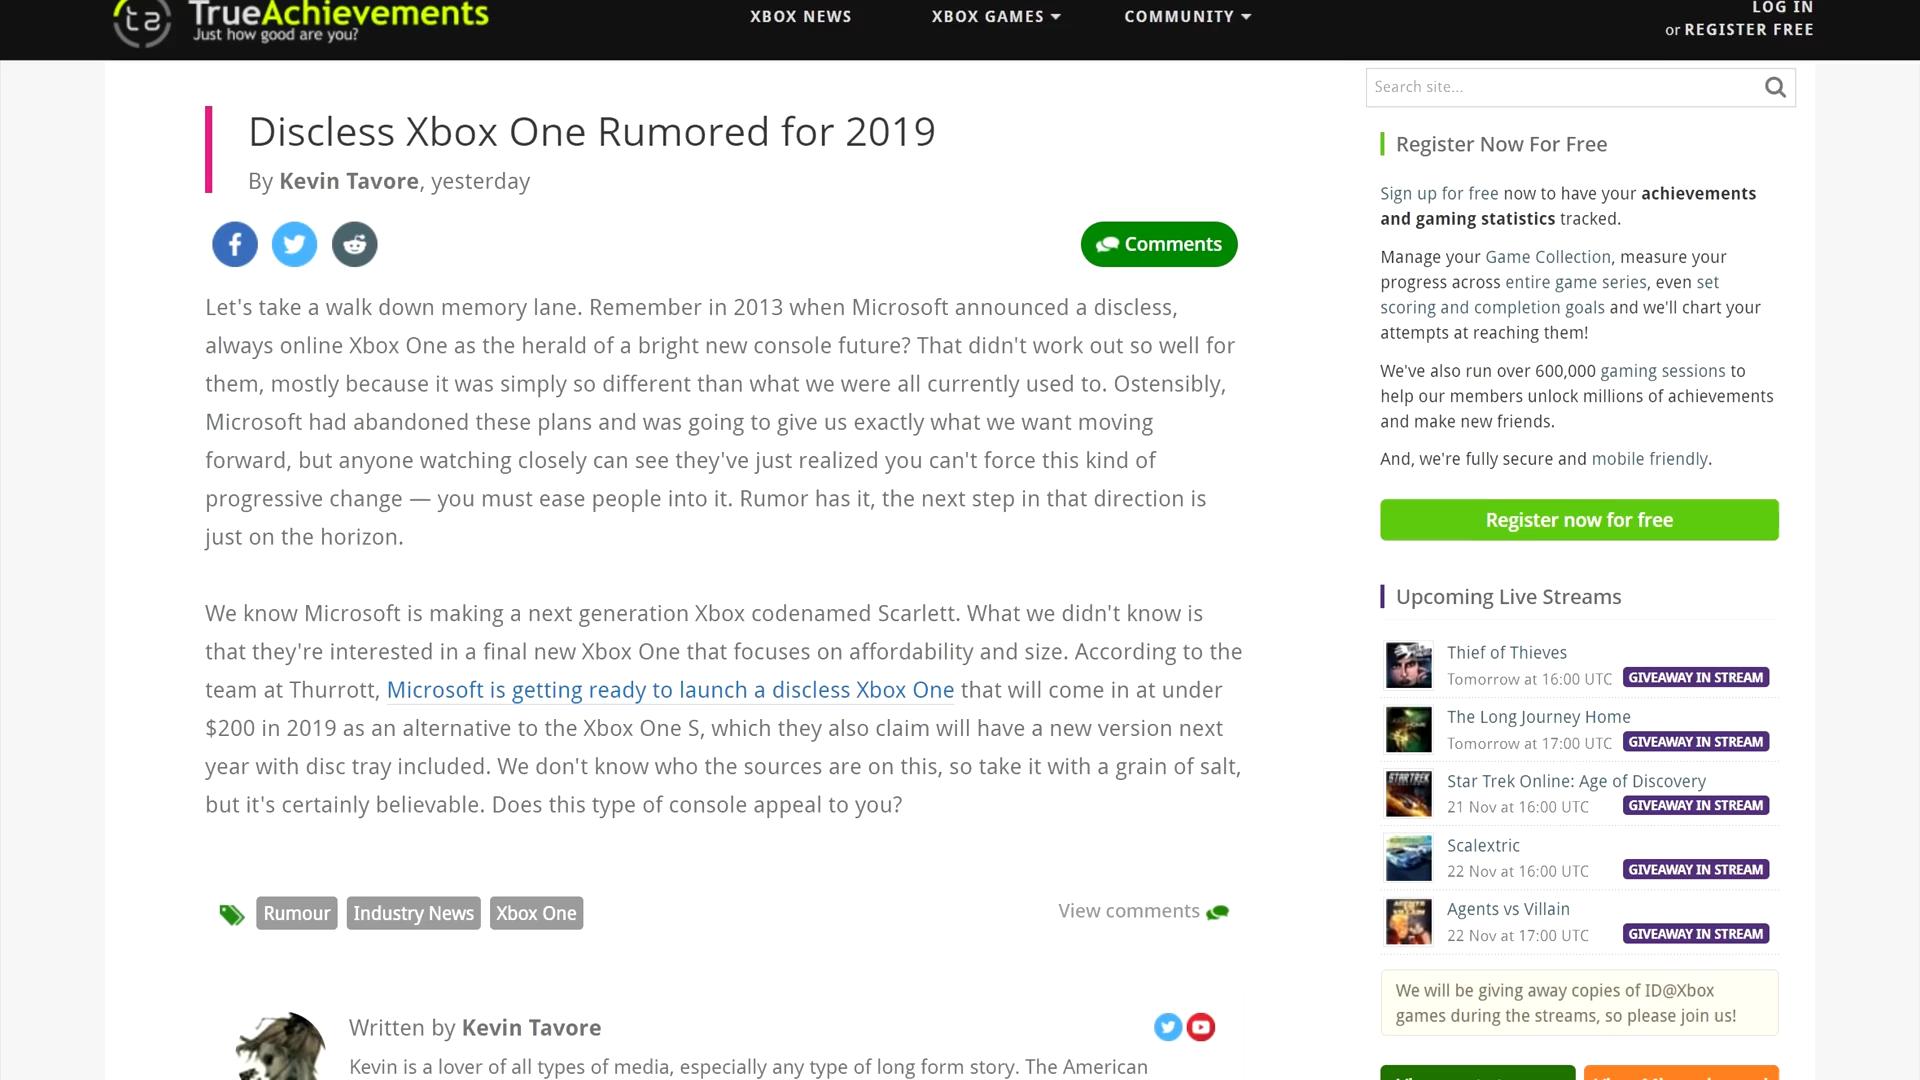 TrueAchievements
Just how good are you?
XBOX NEWS
XBOX GAMES
COMMUNITY
LOG IN
or REGISTER FREE
Search site...
Discless Xbox One Rumored for 2019
By Kevin Tavore, yesterday
Comments
Let's take a walk down memory lane. Remember in 2013 when Microsoft announced a discless,
always online Xbox One as the herald of a bright new console future? That didn't work out so well for
them, mostly because it was simply so different than what we were all currently used to. Ostensibly,
Microsoft had abandoned these plans and was going to give us exactly what we want moving
forward, but anyone watching closely can see they've just realized you can't force this kind of
progressive change — you must ease people into it. Rumor has it, the next step in that direction is
just on the horizon.
We know Microsoft is making a next generation Xbox codenamed Scarlett. What we didn't know is
that they're interested in a final new Xbox One that focuses on affordability and size. According to the
team at Thurrott, Microsoft is getting ready to launch a discless Xbox One that will come in at under
$200 in 2019 as an alternative to the Xbox One S, which they also claim will have a new version next
year with disc tray included. We don't know who the sources are on this, so take it with a grain of salt,
but it's certainly believable. Does this type of console appeal to you?
Rumour
Industry News
Xbox One
View comments
Written by Kevin Tavore
Kevin is a lover of all types of media, especially any type of long form story. The American
Register Now For Free
Sign up for free now to have your achievements
and gaming statistics tracked.
Manage your Game Collection, measure your
progress across entire game series, even set
scoring and completion goals and we'll chart your
attempts at reaching them!
We've also run over 600,000 gaming sessions to
help our members unlock millions of achievements
and make new friends.
And, we're fully secure and mobile friendly.
Register now for free
Upcoming Live Streams
Thief of Thieves
Tomorrow at 16:00 UTC GIVEAWAY IN STREAM
The Long Journey Home
Tomorrow at 17:00 UTC GIVEAWAY IN STREAM
Star Trek Online: Age of Discovery
21 Nov at 16:00 UTC GIVEAWAY IN STREAM
Scalextric
22 Nov at 16:00 UTC GIVEAWAY IN STREAM
Agents vs Villain
22 Nov at 17:00 UTC GIVEAWAY IN STREAM
We will be giving away copies of ID@Xbox
games during the streams, so please join us!